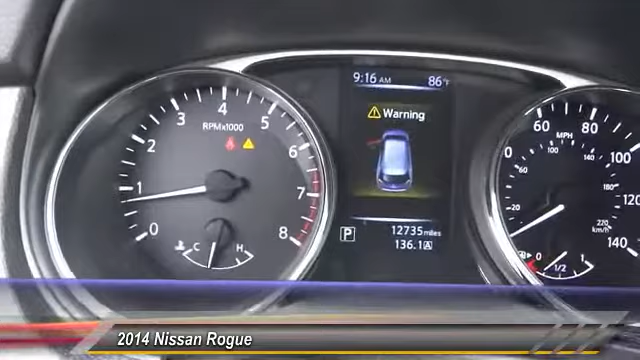 9:16 AM 86°F
Warning
RPMx1000
0 1 2 3 4 5 6 7 8
C H
P
12735 miles
136.1 A
MPH
0 20 60 80 100 120 140
60 100 140 180 220
km/h
0 1/2 1
2014 Nissan Rogue